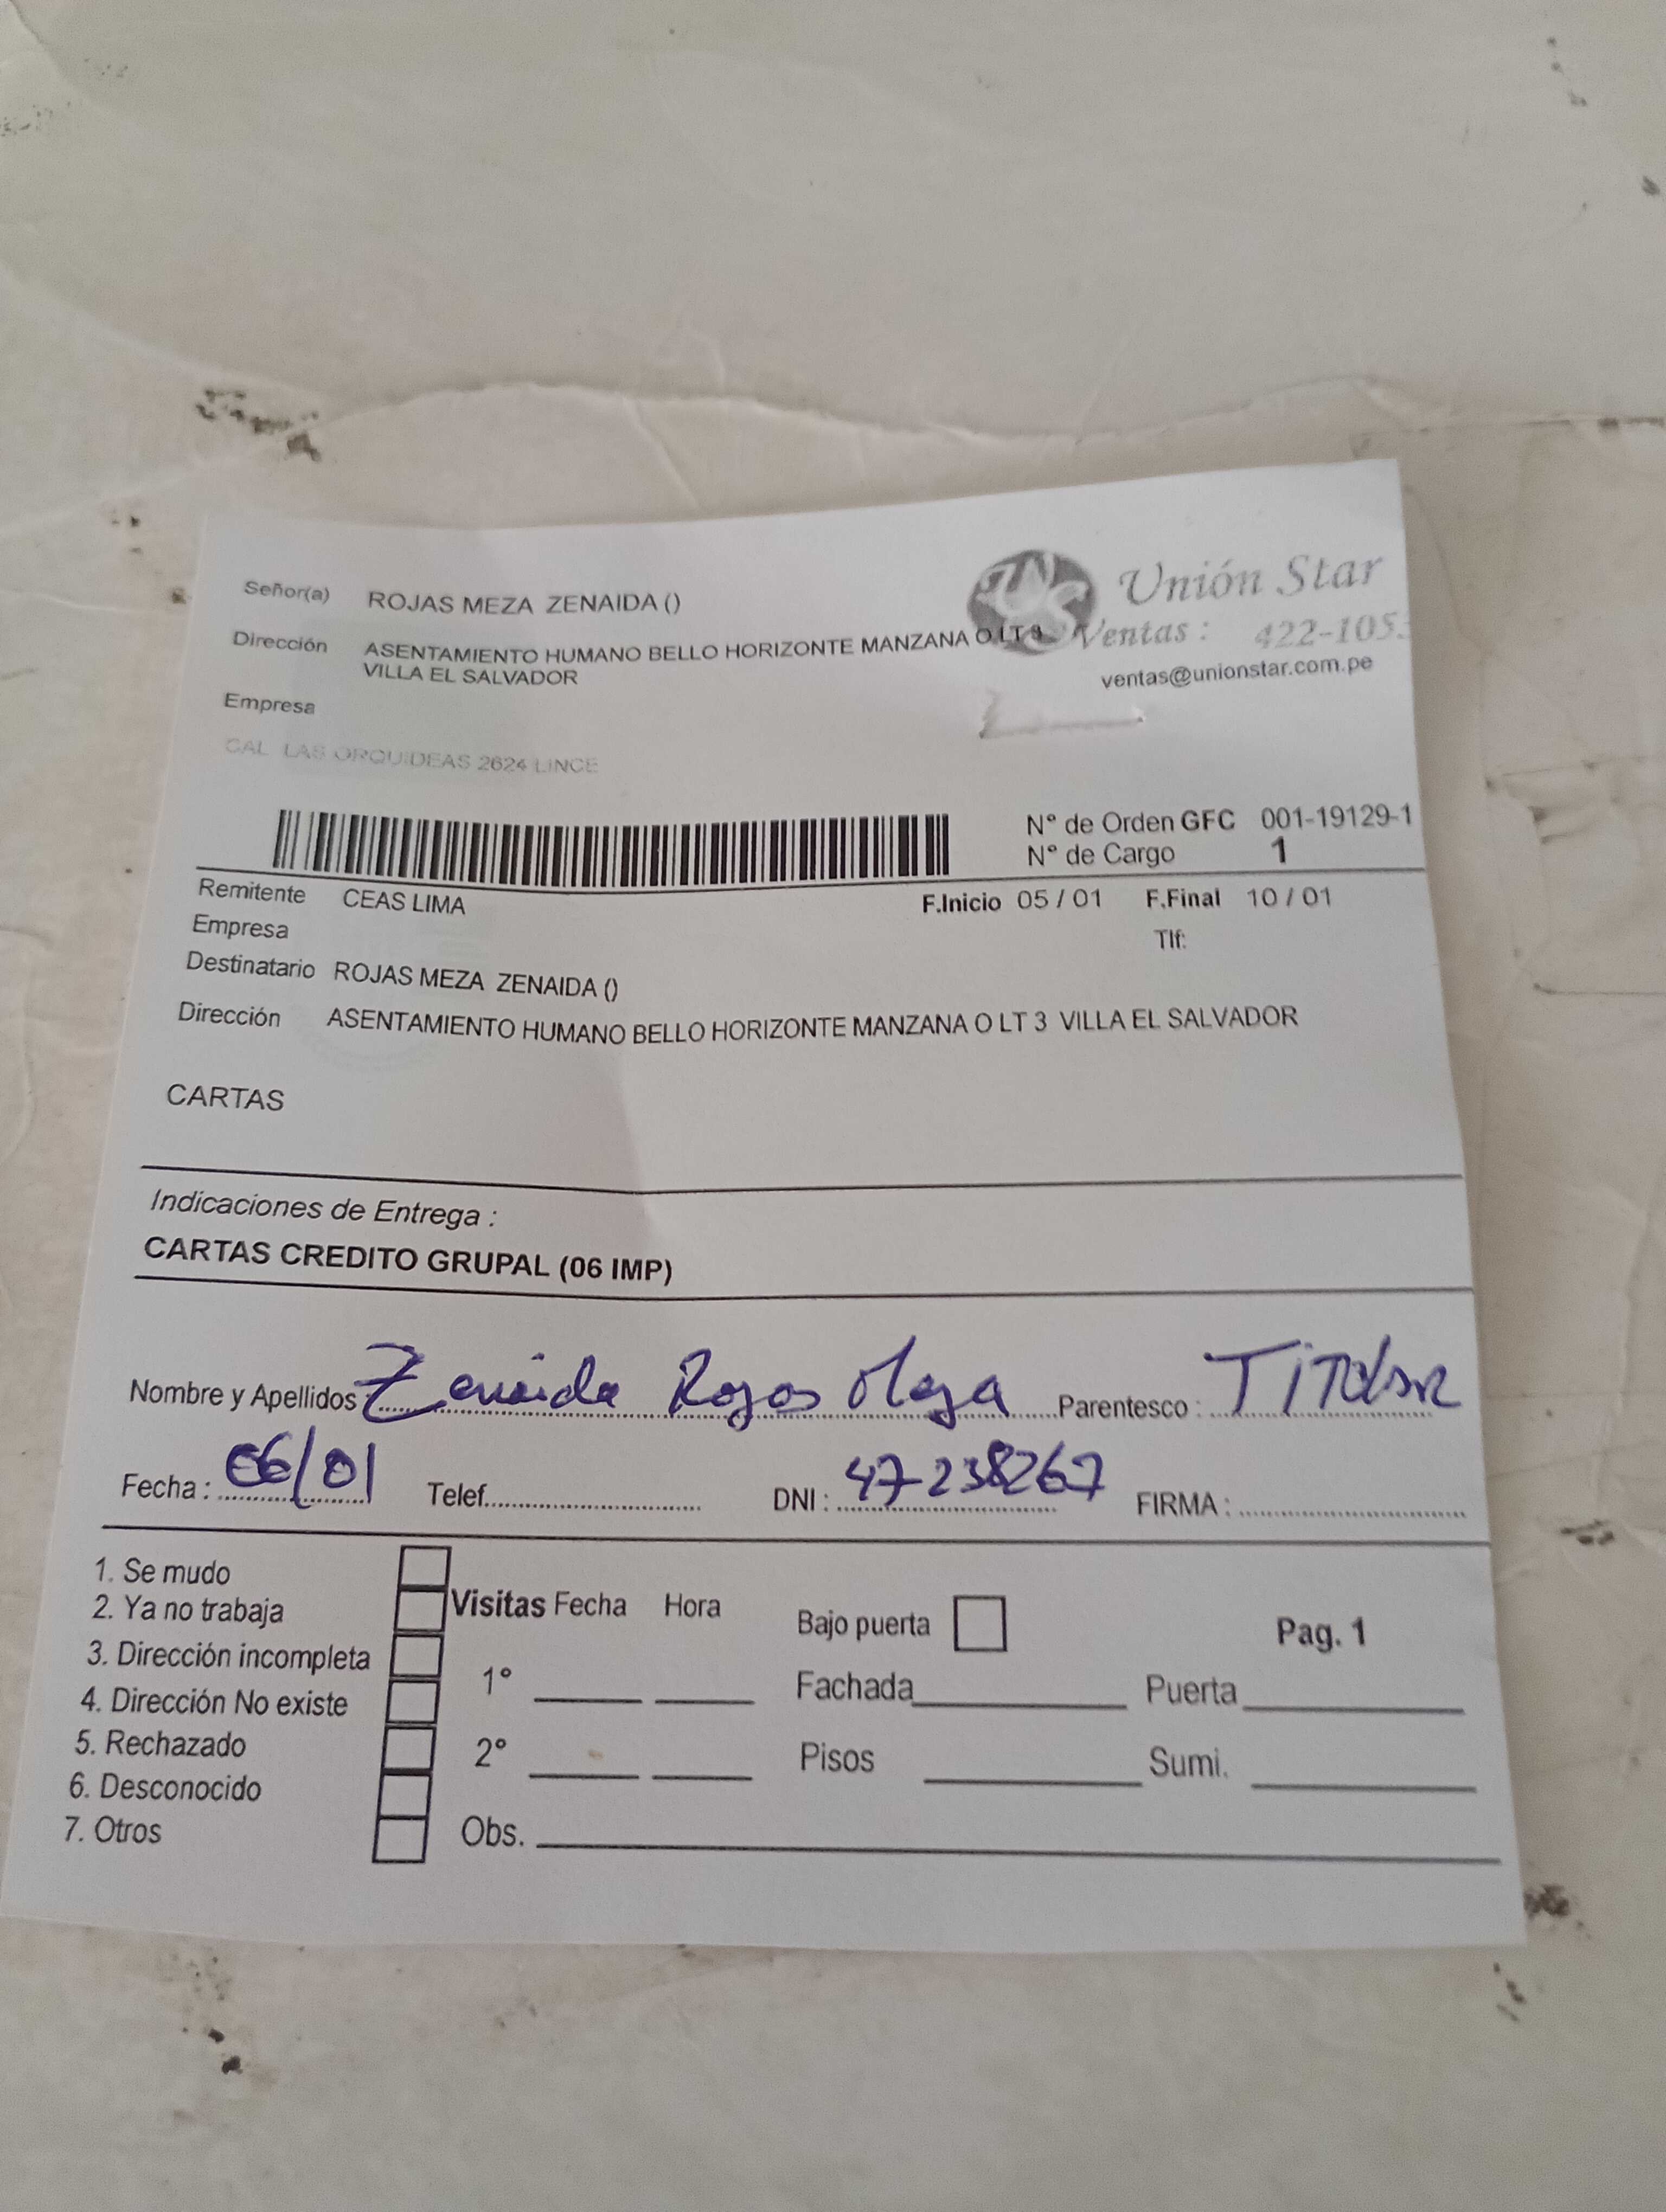 Señor(a) ROJAS MEZA ZENAIDA ()
Unión Star
Dirección ASENTAMIENTO HUMANO BELLO HORIZONTE MANZANA O LT 3
Ventas : 422-105
VILLA EL SALVADOR
ventas@unionstar.com.pe
Empresa
CAL LAS ORQUIDEAS 2624 LINCE
N° de Orden GFC 001-19129-1
N° de Cargo 1
Remitente CEAS LIMA F.Inicio 05 / 01 F.Final 10 / 01
Empresa Tlf:
Destinatario ROJAS MEZA ZENAIDA ()
Dirección ASENTAMIENTO HUMANO BELLO HORIZONTE MANZANA O LT 3 VILLA EL SALVADOR
CARTAS
Indicaciones de Entrega :
CARTAS CREDITO GRUPAL (06 IMP)
Nombre y Apellidos: Zenaida Rojas Parentesco : Titular
Fecha : 06/01 Telef. DNI : 47238267 FIRMA :
1. Se mudo
2. Ya no trabaja
3. Dirección incompleta
4. Dirección No existe
5. Rechazado
6. Desconocido
7. Otros
Visitas Fecha Hora
1°
2°
Obs.
Bajo puerta
Pag. 1
Fachada Puerta
Pisos Sumi.